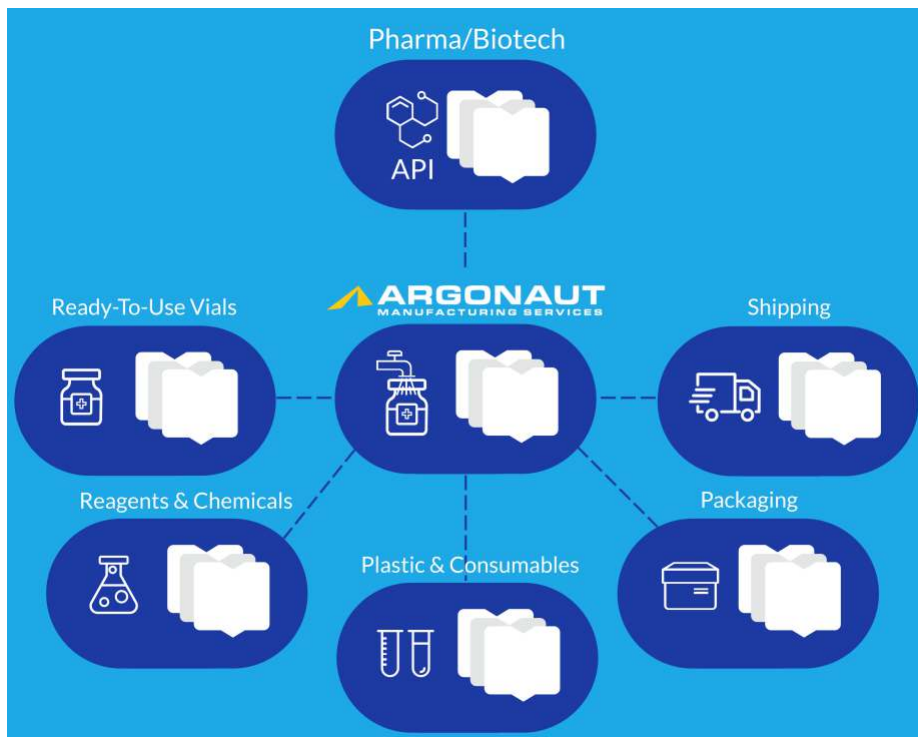 Pharma/Biotech
API
ARGONAUT
MANUFACTURING SERVICES
Ready-To-Use Vials
Shipping
Reagents & Chemicals
Packaging
Plastic & Consumables